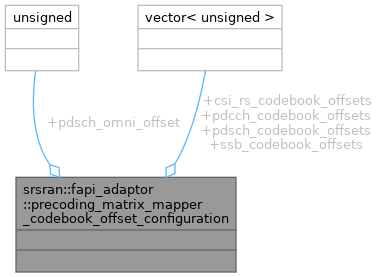 unsigned
vector< unsigned >
+pdsch_omni_offset
+csi_rs_codebook_offsets
+pdcch_codebook_offsets
+pdsch_codebook_offsets
+ssb_codebook_offsets
srsran::fapi_adaptor
::precoding_matrix_mapper
_codebook_offset_configuration